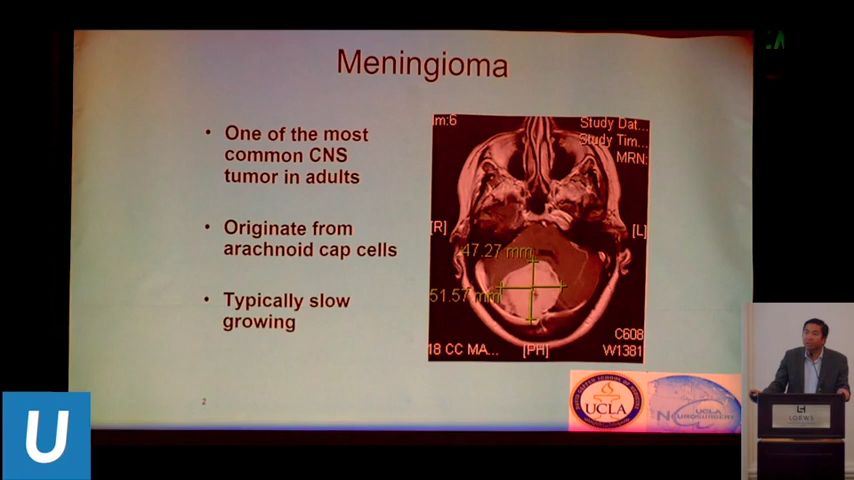 Meningioma
• One of the most
common CNS
tumor in adults
• Originate from
arachnoid cap cells
• Typically slow
growing
Im:6
Study Dat...
Study Tim...
MRN:
[R]
[L]
47.27 mm
51.57 mm
C608
18 CC MA...
[PH]
W1381
2
UCLA
UCLA
NEUROSURGERY
U
LOEWS